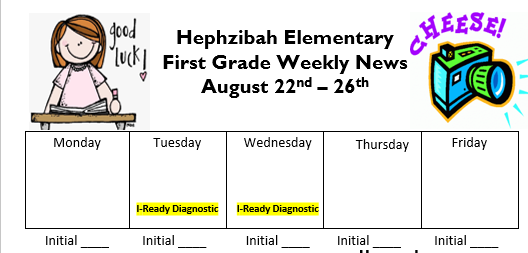 good
luck!
CHEESE!
Hephzibah Elementary
First Grade Weekly News
August 22nd – 26th
Monday Tuesday Wednesday Thursday Friday
I-Ready Diagnostic I-Ready Diagnostic
Initial ____ Initial ____ Initial ____ Initial ____ Initial ____